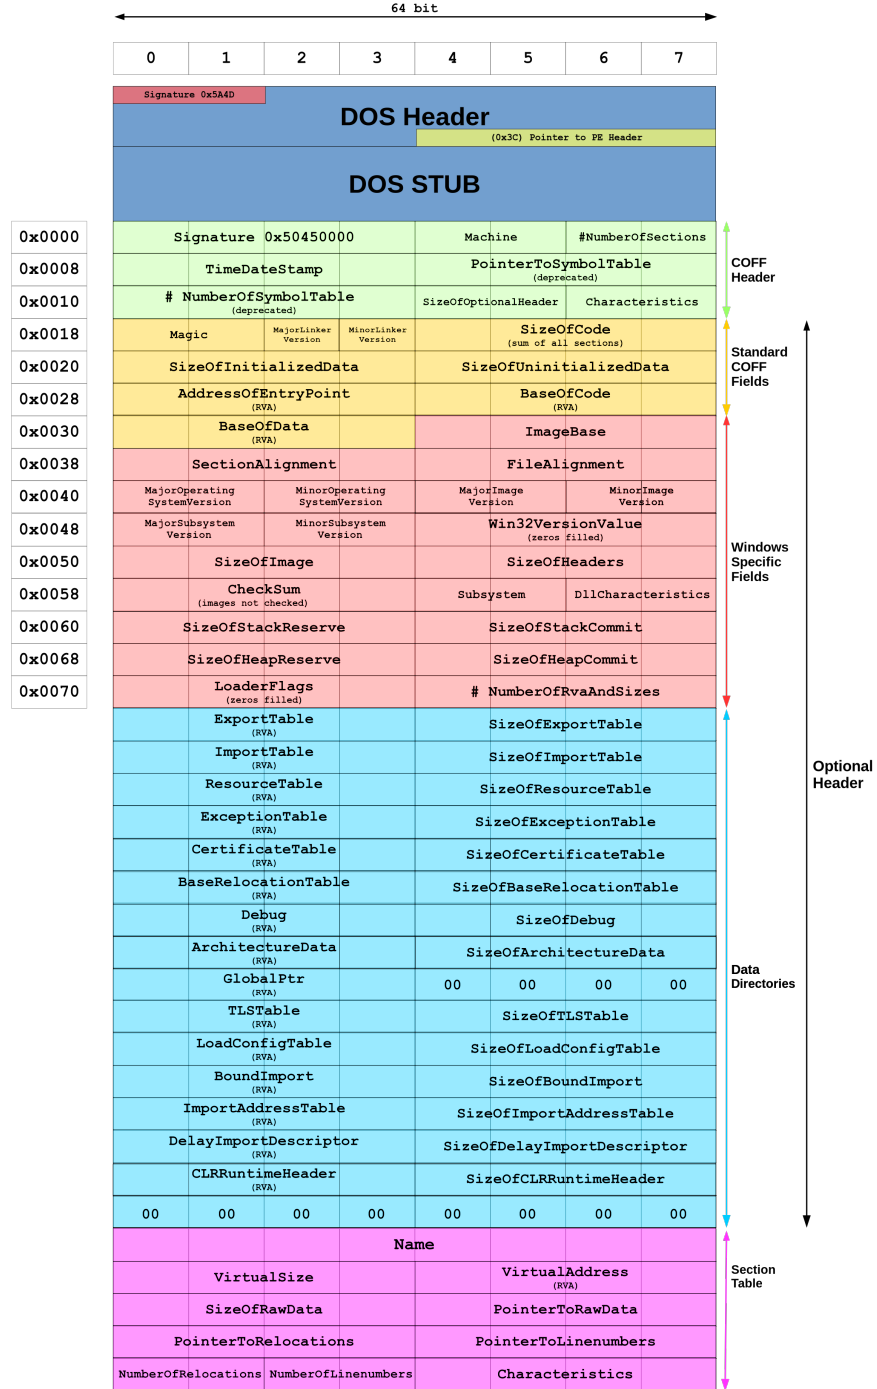 64 bit
0 1 2 3 4 5 6 7
Signature 0x5A4D
DOS Header
(0x3C) Pointer to PE Header
DOS STUB
0x0000 Signature 0x50450000 Machine #NumberOfSections
0x0008 TimeDateStamp PointerToSymbolTable
(deprecated)
0x0010 # NumberOfSymbolTable SizeOfOptionalHeader Characteristics
(deprecated)
COFF
Header
0x0018 Magic MajorLinker MinorLinker SizeOfCode
Version Version (sum of all sections)
0x0020 SizeOfInitializedData SizeOfUninitializedData
0x0028 AddressOfEntryPoint BaseOfCode
(RVA) (RVA)
Standard
COFF
Fields
0x0030 BaseOfData ImageBase
(RVA)
0x0038 SectionAlignment FileAlignment
0x0040 MajorOperating MinorOperating MajorImage MinorImage
SystemVersion SystemVersion Version Version
0x0048 MajorSubsystem MinorSubsystem Win32VersionValue
Version Version (zeros filled)
0x0050 SizeOfImage SizeOfHeaders
0x0058 CheckSum Subsystem DllCharacteristics
(images not checked)
0x0060 SizeOfStackReserve SizeOfStackCommit
0x0068 SizeOfHeapReserve SizeOfHeapCommit
0x0070 LoaderFlags # NumberOfRvaAndSizes
(zeros filled)
Windows
Specific
Fields
ExportTable SizeOfExportTable
(RVA)
ImportTable SizeOfImportTable
(RVA)
ResourceTable SizeOfResourceTable
(RVA)
ExceptionTable SizeOfExceptionTable
(RVA)
CertificateTable SizeOfCertificateTable
(RVA)
BaseRelocationTable SizeOfBaseRelocationTable
(RVA)
Debug SizeOfDebug
(RVA)
ArchitectureData SizeOfArchitectureData
(RVA)
GlobalPtr 00 00 00 00
(RVA)
TLSTable SizeOfTLSTable
(RVA)
LoadConfigTable SizeOfLoadConfigTable
(RVA)
BoundImport SizeOfBoundImport
(RVA)
ImportAddressTable SizeOfImportAddressTable
(RVA)
DelayImportDescriptor SizeOfDelayImportDescriptor
(RVA)
CLRRuntimeHeader SizeOfCLRRuntimeHeader
(RVA)
00 00 00 00 00 00 00 00
Data
Directories
Optional
Header
Name
VirtualSize VirtualAddress
(RVA)
SizeOfRawData PointerToRawData
PointerToRelocations PointerToLinenumbers
NumberOfRelocations NumberOfLinenumbers Characteristics
Section
Table